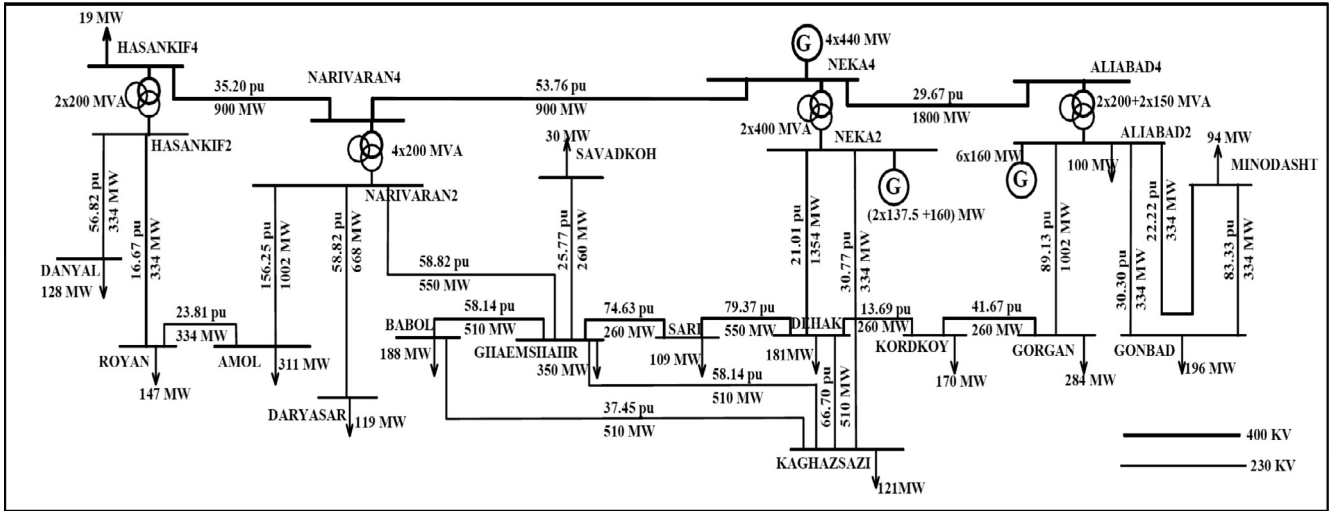 19 MW
HASANKIF4
2x200 MVA
35.20 pu
900 MW
NARIVARAN4
53.76 pu
900 MW
G
4x440 MW
NEKA4
29.67 pu
1800 MW
ALIABAD4
2x200+2x150 MVA
HASANKIF2
4x200 MVA
NARIVARAN2
30 MW
SAVADKOH
2x400 MVA
NEKA2
G
(2x137.5 +160) MW
ALIABAD2
6x160MW
G
100 MW
94 MW
MINODASHT
56.82 pu
334 MW
16.67 pu
334 MW
156.25 pu
1002 MW
58.82 pu
668 MW
58.82 pu
550 MW
25.77 pu
260 MW
21.01 pu
1354 MW
30.77 pu
334 MW
89.13 pu
1002 MW
30.30 pu
334 MW
22.22 pu
334 MW
83.33 pu
334 MW
DANYAL
128 MW
23.81 pu
334 MW
ROYAN
147 MW
AMOL
311 MW
DARYASAR
119 MW
BABOL
188 MW
58.14 pu
510 MW
GHAEMSHAHR
350 MW
74.63 pu
260 MW
SARI
109 MW
79.37 pu
550 MW
DEHAK
181MW
13.69 pu
260 MW
KORDKOY
170 MW
41.67 pu
260 MW
GORGAN
284 MW
GONBAD
196 MW
58.14 pu
510 MW
37.45 pu
510 MW
66.70 pu
510 MW
KAGHAZSAZI
121MW
400 KV
230 KV